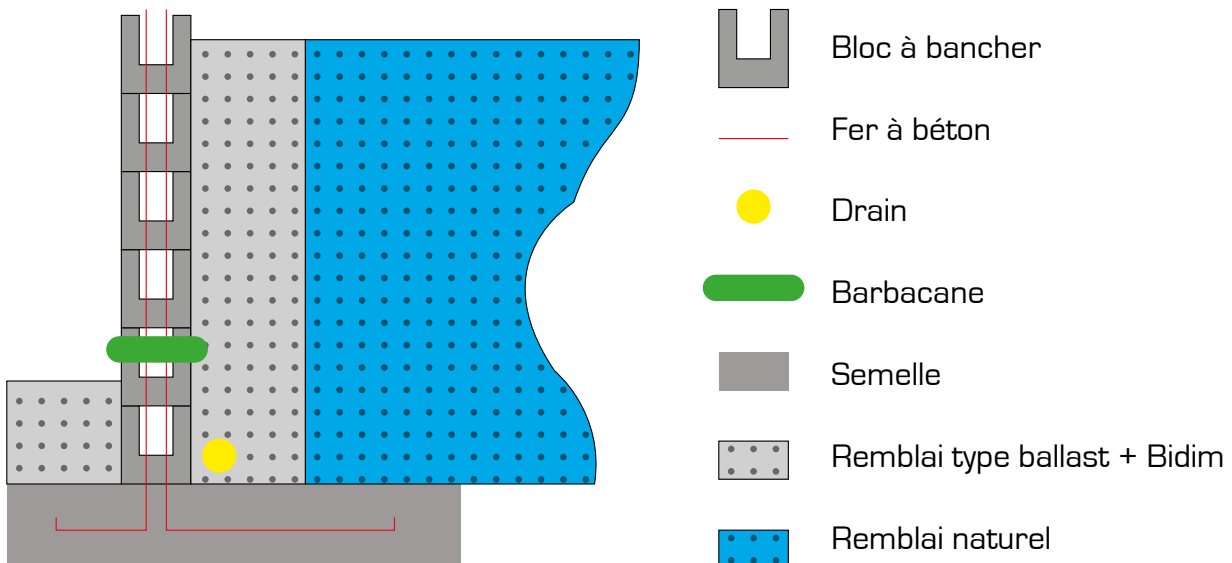 Bloc à bancher
Fer à béton
Drain
Barbacane
Semelle
Remblai type ballast + Bidim
Remblai naturel